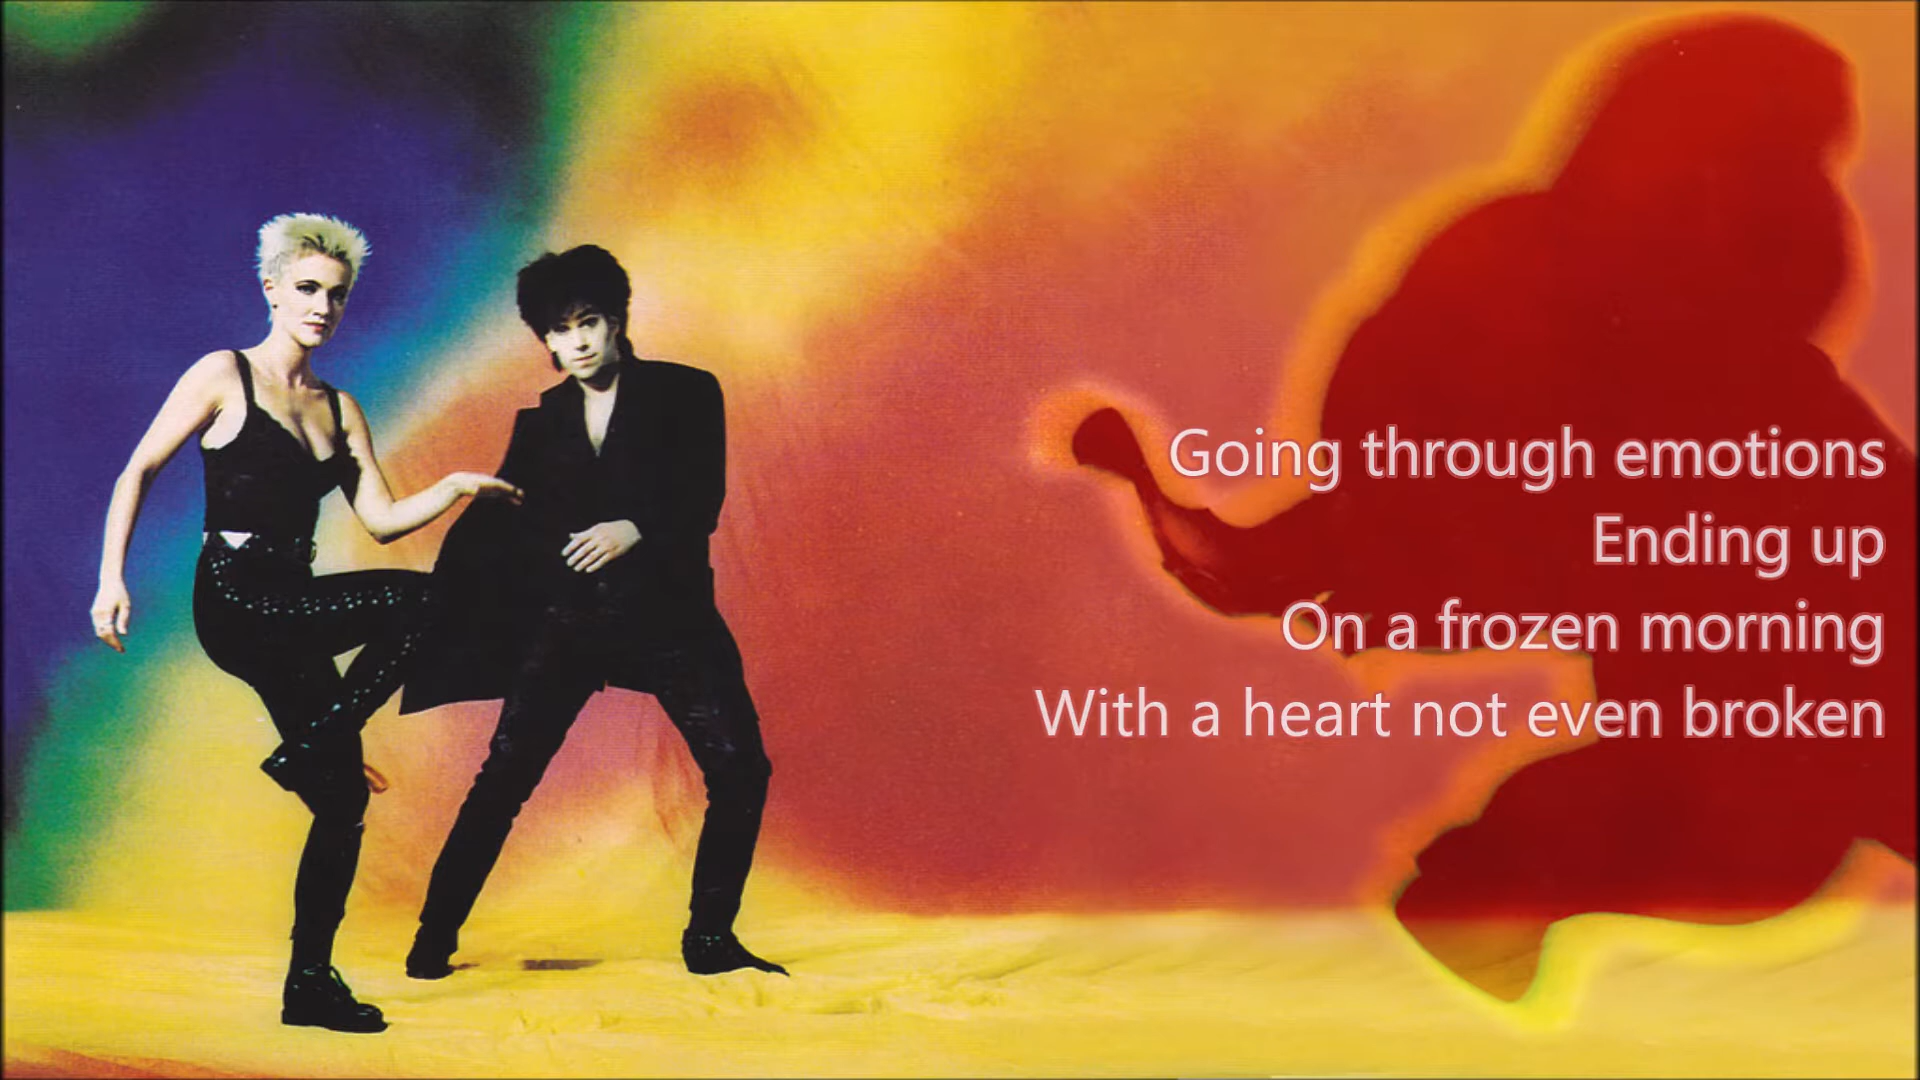 Going through emotions
Ending up
On a frozen morning
With a heart not even broken